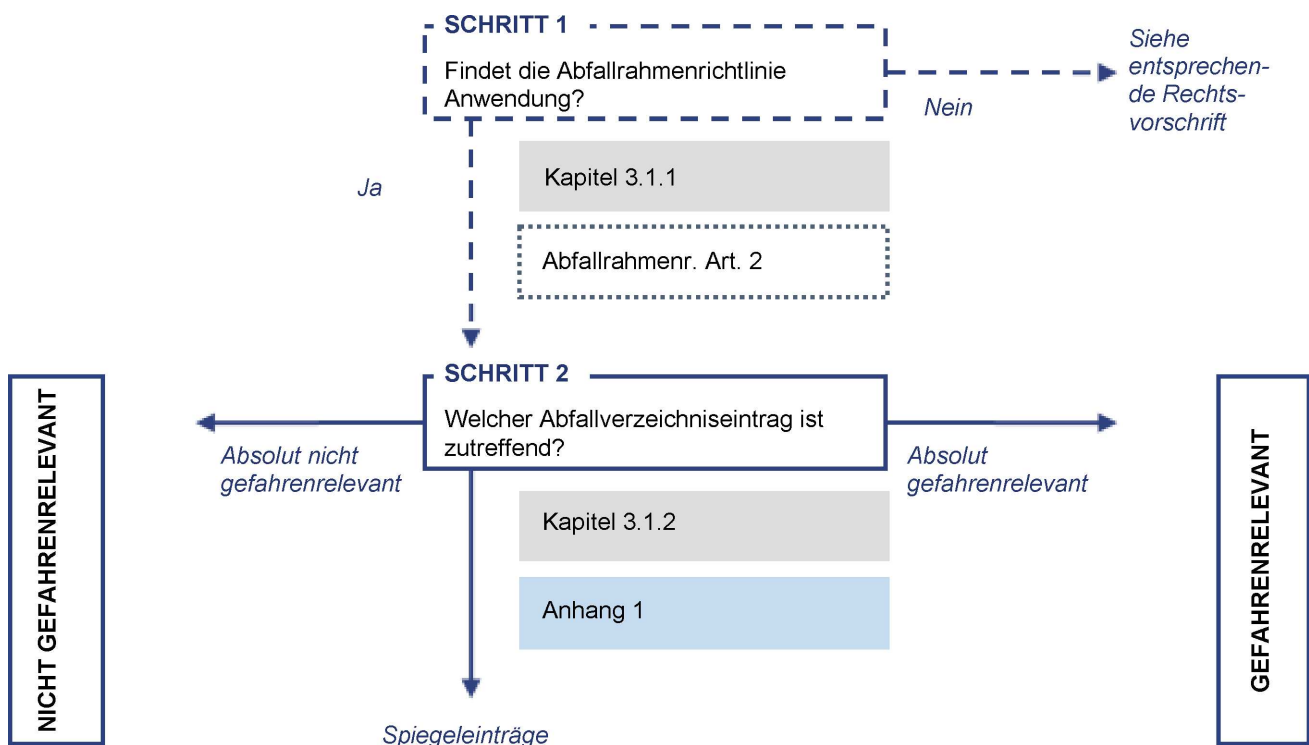 SCHRITT 1
Findet die Abfallrahmenrichtlinie
Anwendung?
Siehe
entsprechen-
de Rechts-
vorschrift
Nein
Ja
Kapitel 3.1.1
Abfallrahmenr. Art. 2
SCHRITT 2
Welcher Abfallverzeichniseintrag ist
zutreffend?
Absolut nicht
gefahrenrelevant
Absolut
gefahrenrelevant
NICHT GEFAHRENRELEVANT
GEFAHRENRELEVANT
Kapitel 3.1.2
Anhang 1
Spiegeleinträge